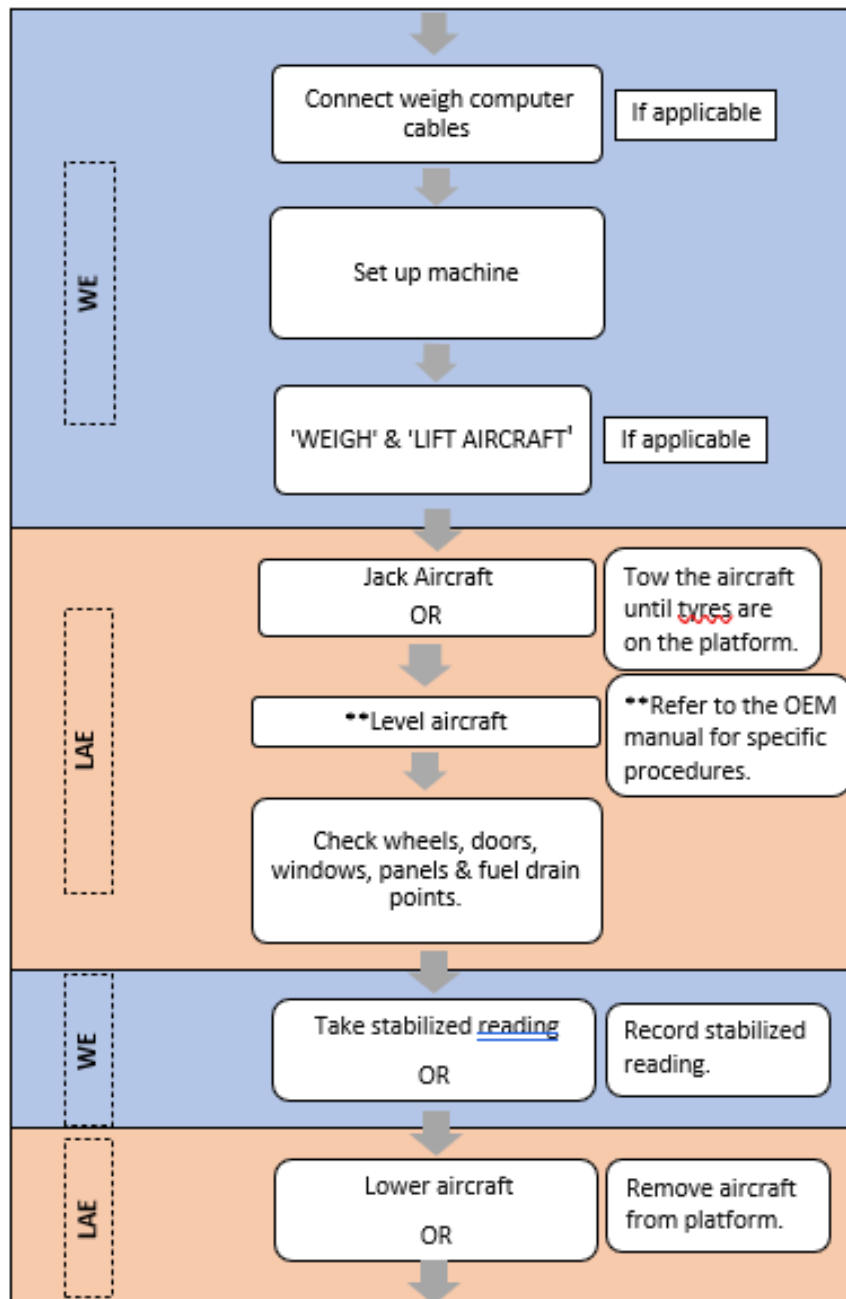 Connect weigh computer
cables
If applicable
WE
Set up machine
'WEIGH' & 'LIFT AIRCRAFT'
If applicable
Jack Aircraft
OR
Tow the aircraft
until tyres are
on the platform.
LAE
**Level aircraft
**Refer to the OEM
manual for specific
procedures.
Check wheels, doors,
windows, panels & fuel drain
points.
WE
Take stabilized reading
OR
Record stabilized
reading.
LAE
Lower aircraft
OR
Remove aircraft
from platform.